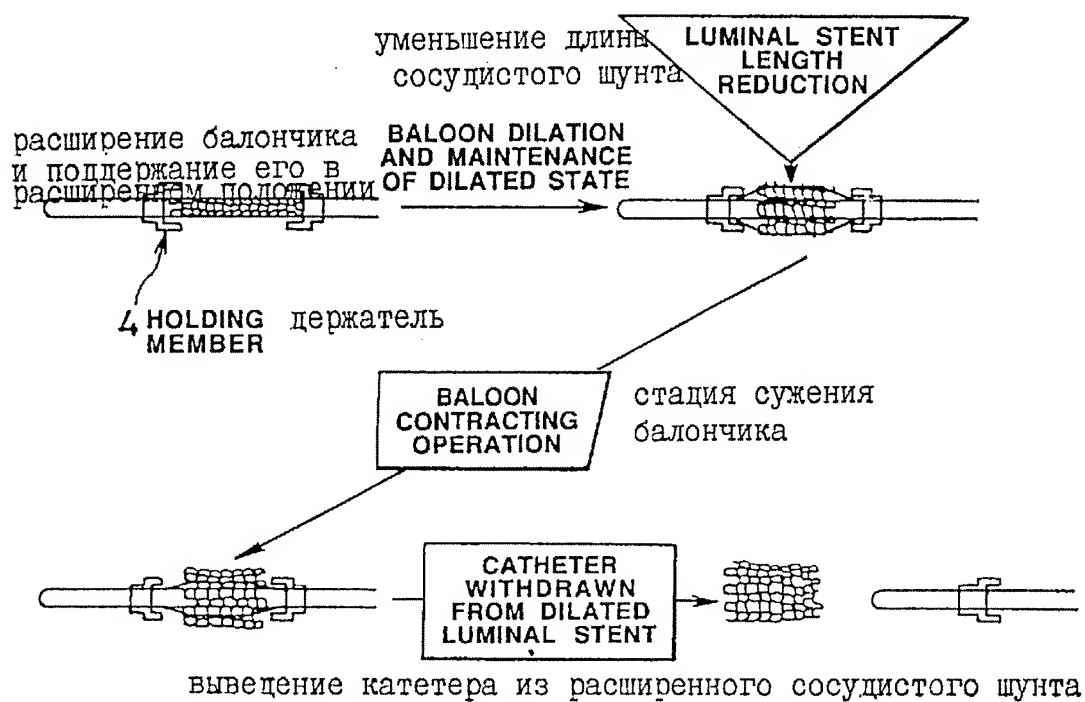 уменьшение длины
сосудистого шунта
LUMINAL STENT
LENGTH
REDUCTION
расширение балончика
и поддержание его в
расширеннем положении
BALOON DILATION
AND MAINTENANCE
OF DILATED STATE
4 HOLDING
MEMBER
держатель
BALOON
CONTRACTING
OPERATION
стадия сужения
балончика
CATHETER
WITHDRAWN
FROM DILATED
LUMINAL STENT
выведение катетера из расширенного сосудистого шунта